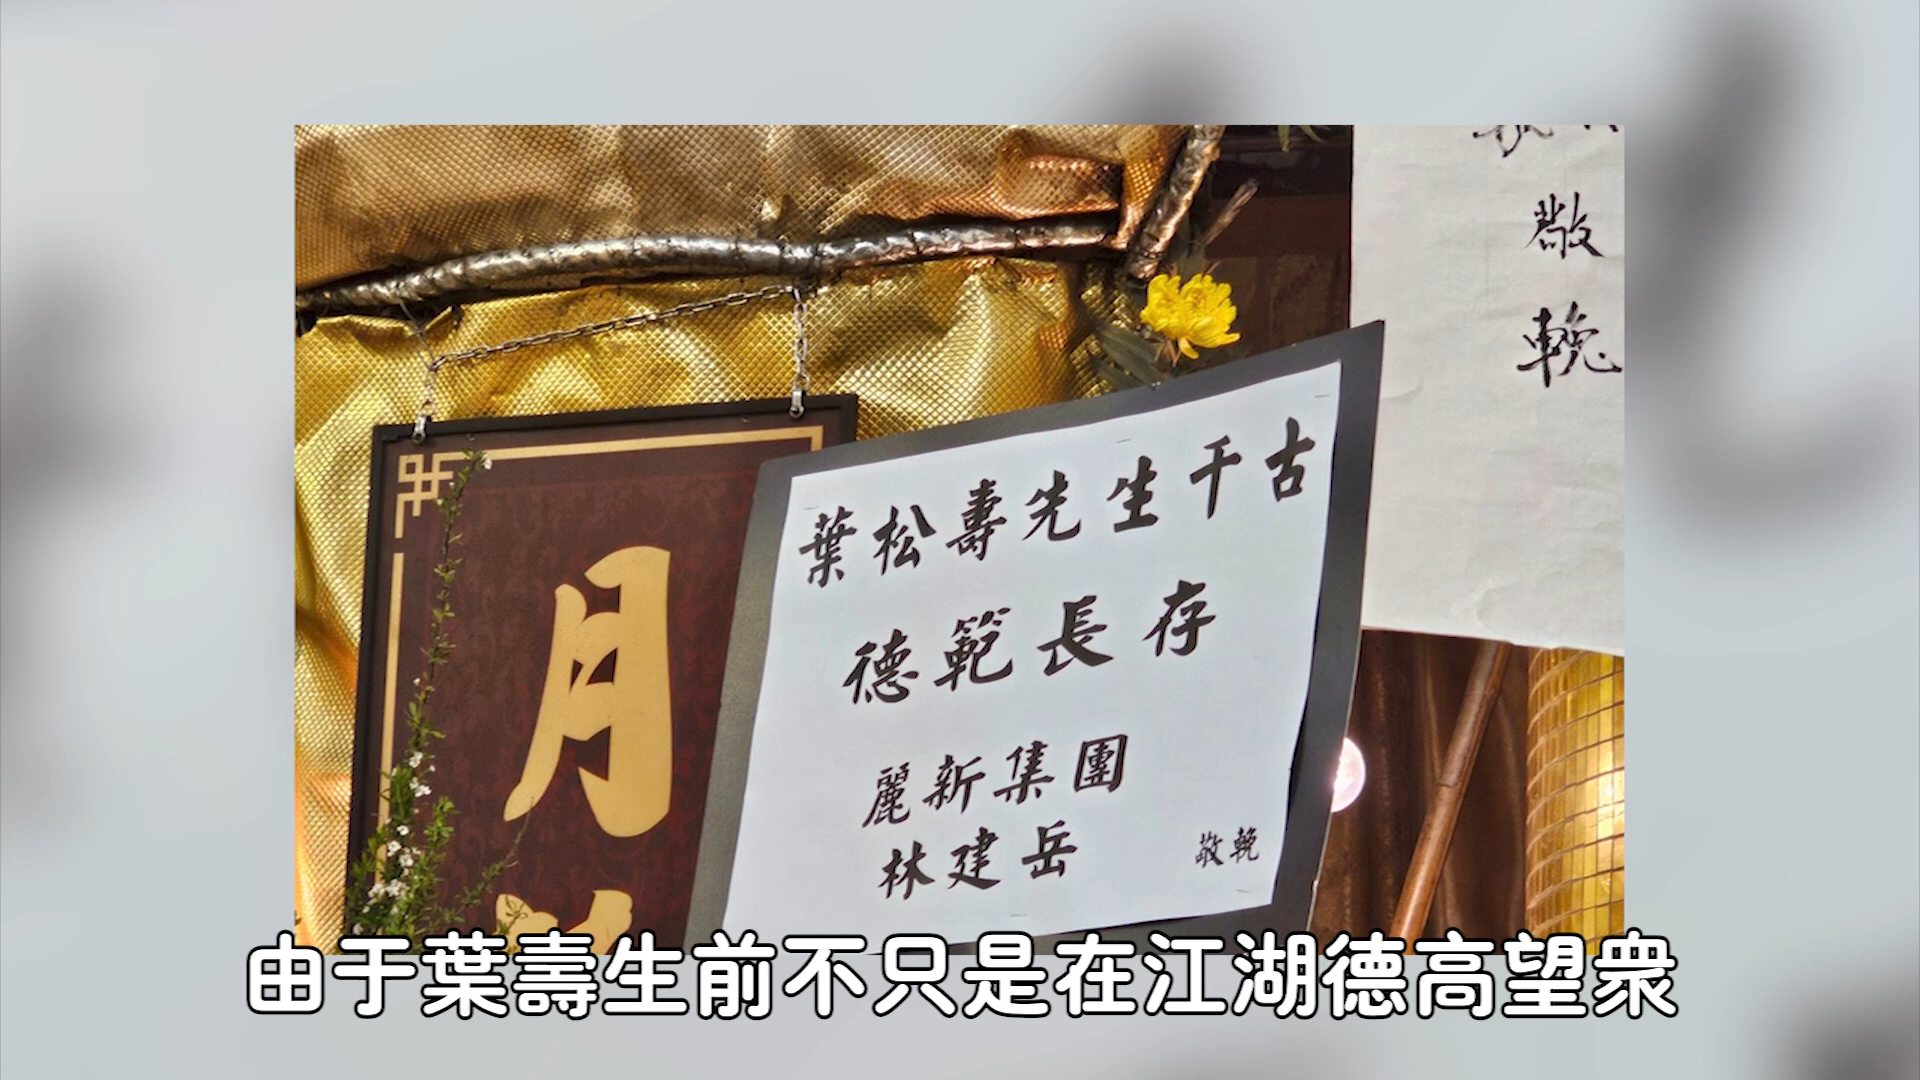 敬
輓
月
葉松壽先生千古
德範長存
麗新集團
林建岳
敬輓
由于葉壽生前不只是在江湖德高望衆